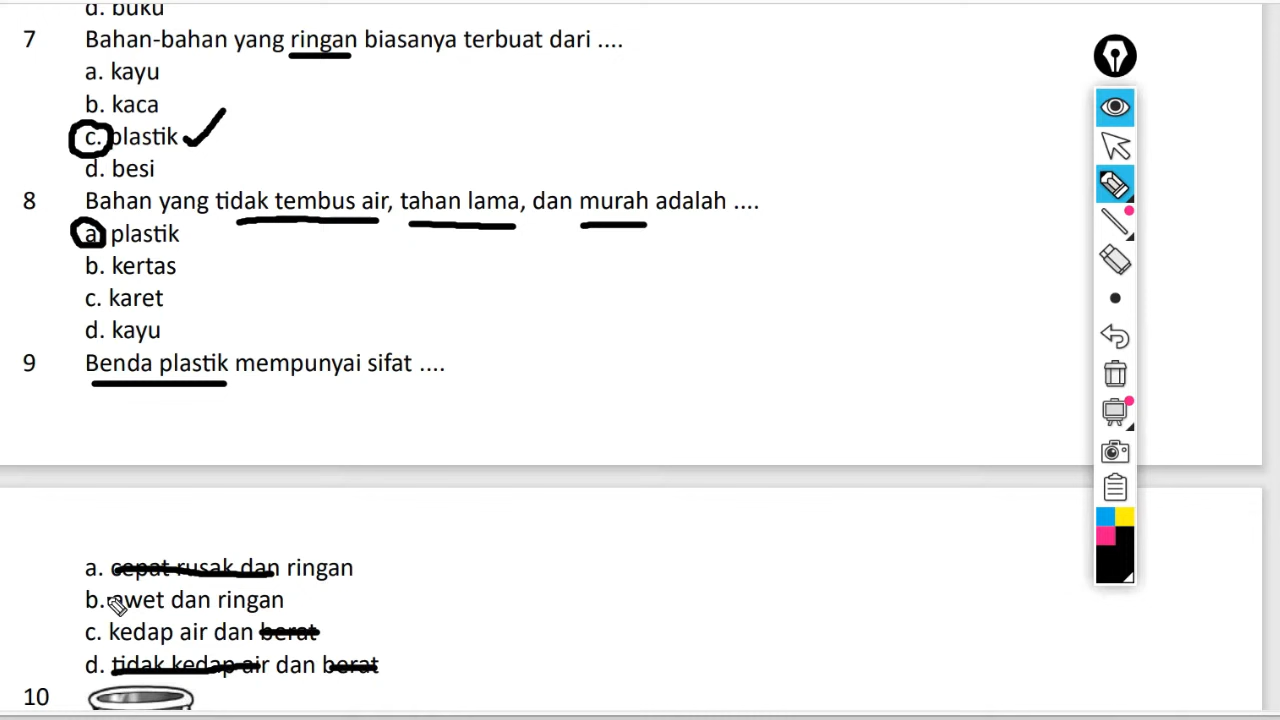 d. buku
7 Bahan-bahan yang ringan biasanya terbuat dari ....
a. kayu
b. kaca
c. plastik
d. besi
8 Bahan yang tidak tembus air, tahan lama, dan murah adalah ....
a. plastik
b. kertas
c. karet
d. kayu
9 Benda plastik mempunyai sifat ....
a. cepat rusak dan ringan
b. awet dan ringan
c. kedap air dan berat
d. tidak kedap air dan berat
10